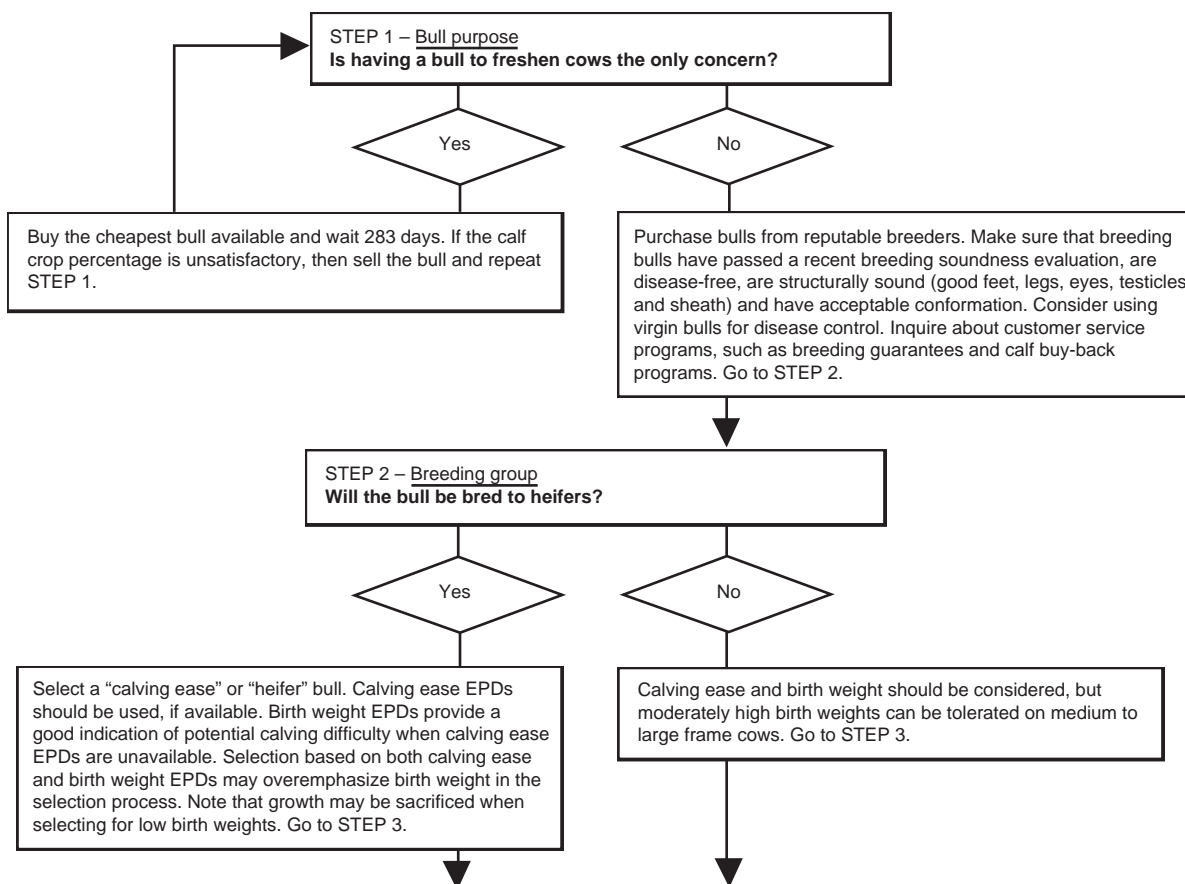 STEP 1 – Bull purpose
Is having a bull to freshen cows the only concern?
Yes
No
Buy the cheapest bull available and wait 283 days. If the calf
crop percentage is unsatisfactory, then sell the bull and repeat
STEP 1.
Purchase bulls from reputable breeders. Make sure that breeding
bulls have passed a recent breeding soundness evaluation, are
disease-free, are structurally sound (good feet, legs, eyes, testicles
and sheath) and have acceptable conformation. Consider using
virgin bulls for disease control. Inquire about customer service
programs, such as breeding guarantees and calf buy-back
programs. Go to STEP 2.
STEP 2 – Breeding group
Will the bull be bred to heifers?
Yes
No
Select a “calving ease” or “heifer” bull. Calving ease EPDs
should be used, if available. Birth weight EPDs provide a
good indication of potential calving difficulty when calving ease
EPDs are unavailable. Selection based on both calving ease
and birth weight EPDs may overemphasize birth weight in the
selection process. Note that growth may be sacrificed when
selecting for low birth weights. Go to STEP 3.
Calving ease and birth weight should be considered, but
moderately high birth weights can be tolerated on medium to
large frame cows. Go to STEP 3.